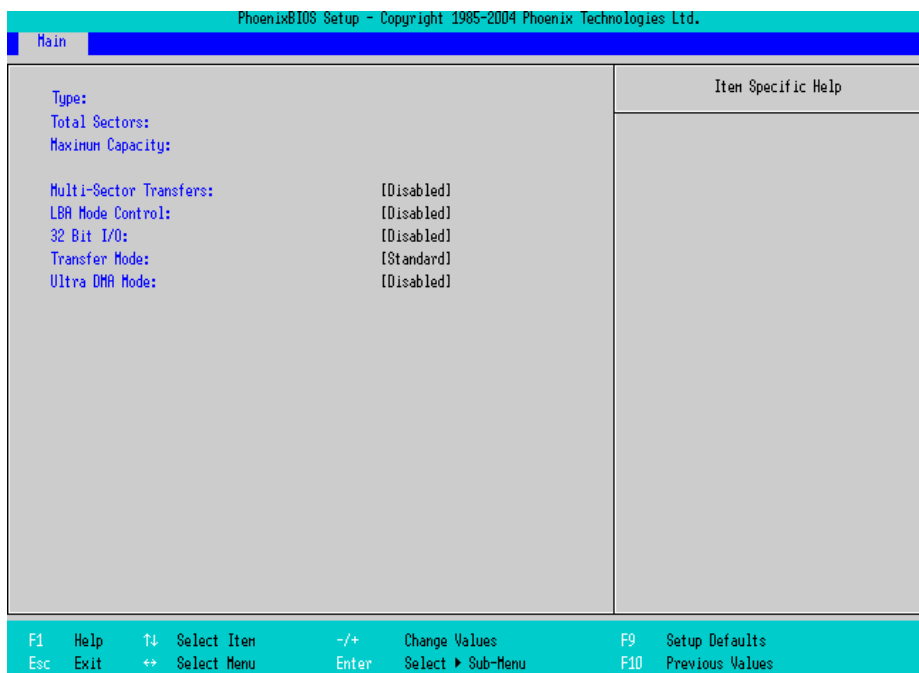 PhoenixBIOS Setup - Copyright 1985-2004 Phoenix Technologies Ltd.
Main
Item Specific Help
Type:
Total Sectors:
Maximum Capacity:
Multi-Sector Transfers: [Disabled]
LBA Mode Control: [Disabled]
32 Bit I/O: [Disabled]
Transfer Mode: [Standard]
Ultra DMA Mode: [Disabled]
F1 Help ↑↓ Select Item -/+ Change Values F9 Setup Defaults
Esc Exit ↔ Select Menu Enter Select ▶ Sub-Menu F10 Previous Values